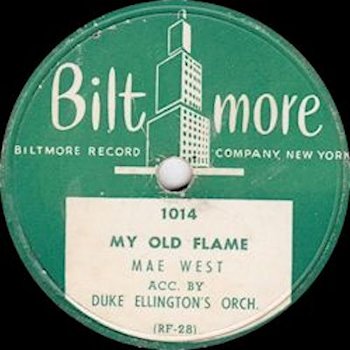 Biltmore
BILTMORE RECORD COMPANY, NEW YORK
1014
MY OLD FLAME
MAE WEST
ACC. BY
DUKE ELLINGTON'S ORCH.
(RF-28)